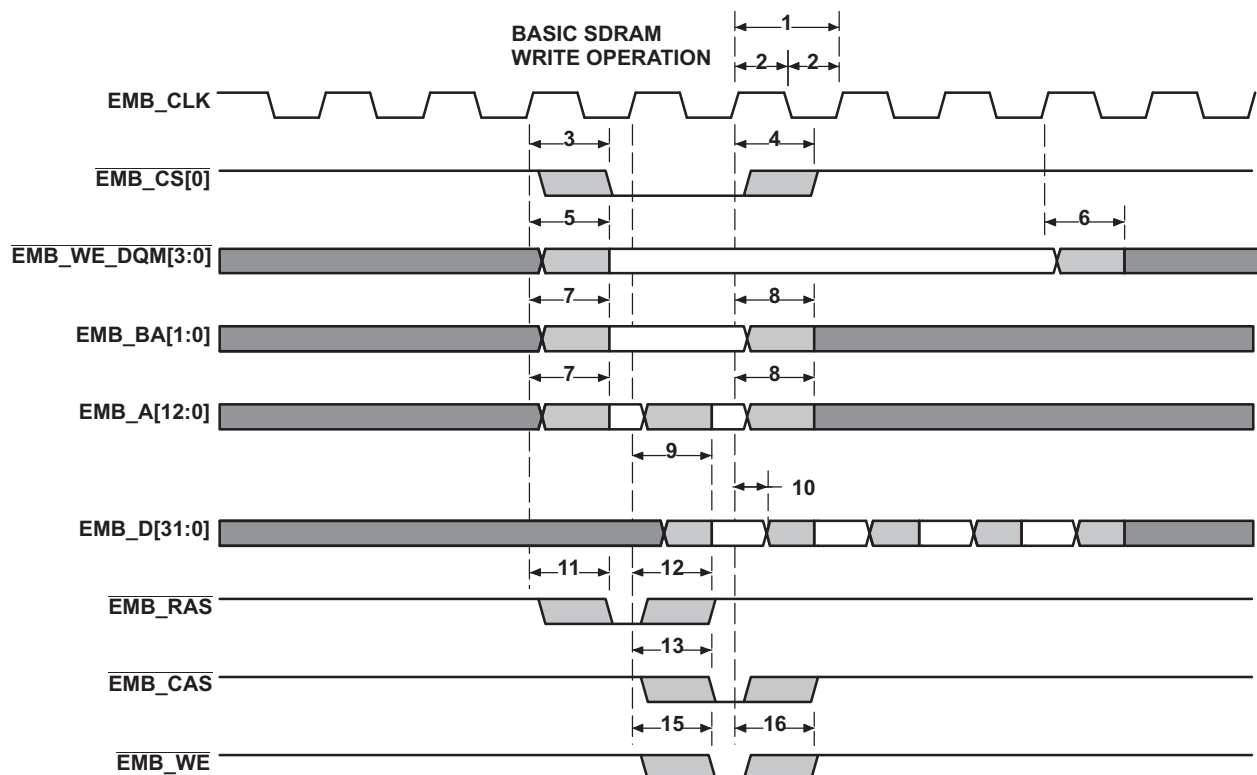 BASIC SDRAM
WRITE OPERATION
1
2 2
EMB_CLK
3 4
EMB_CS[0]
5 6
EMB_WE_DQM[3:0]
7 8
EMB_BA[1:0]
7 8
EMB_A[12:0]
9
10
EMB_D[31:0]
11 12
EMB_RAS
13
EMB_CAS
15 16
EMB_WE